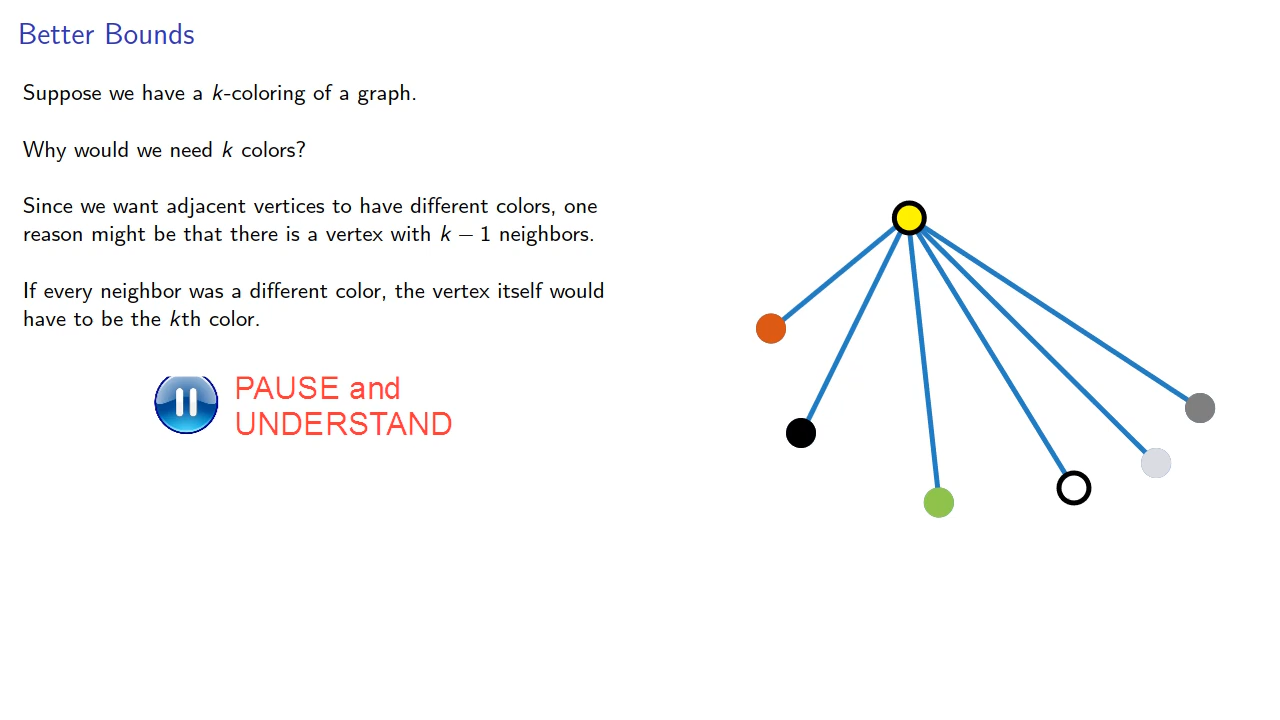 Better Bounds
Suppose we have a k-coloring of a graph.
Why would we need k colors?
Since we want adjacent vertices to have different colors, one
reason might be that there is a vertex with k − 1 neighbors.
If every neighbor was a different color, the vertex itself would
have to be the kth color.
PAUSE and
UNDERSTAND